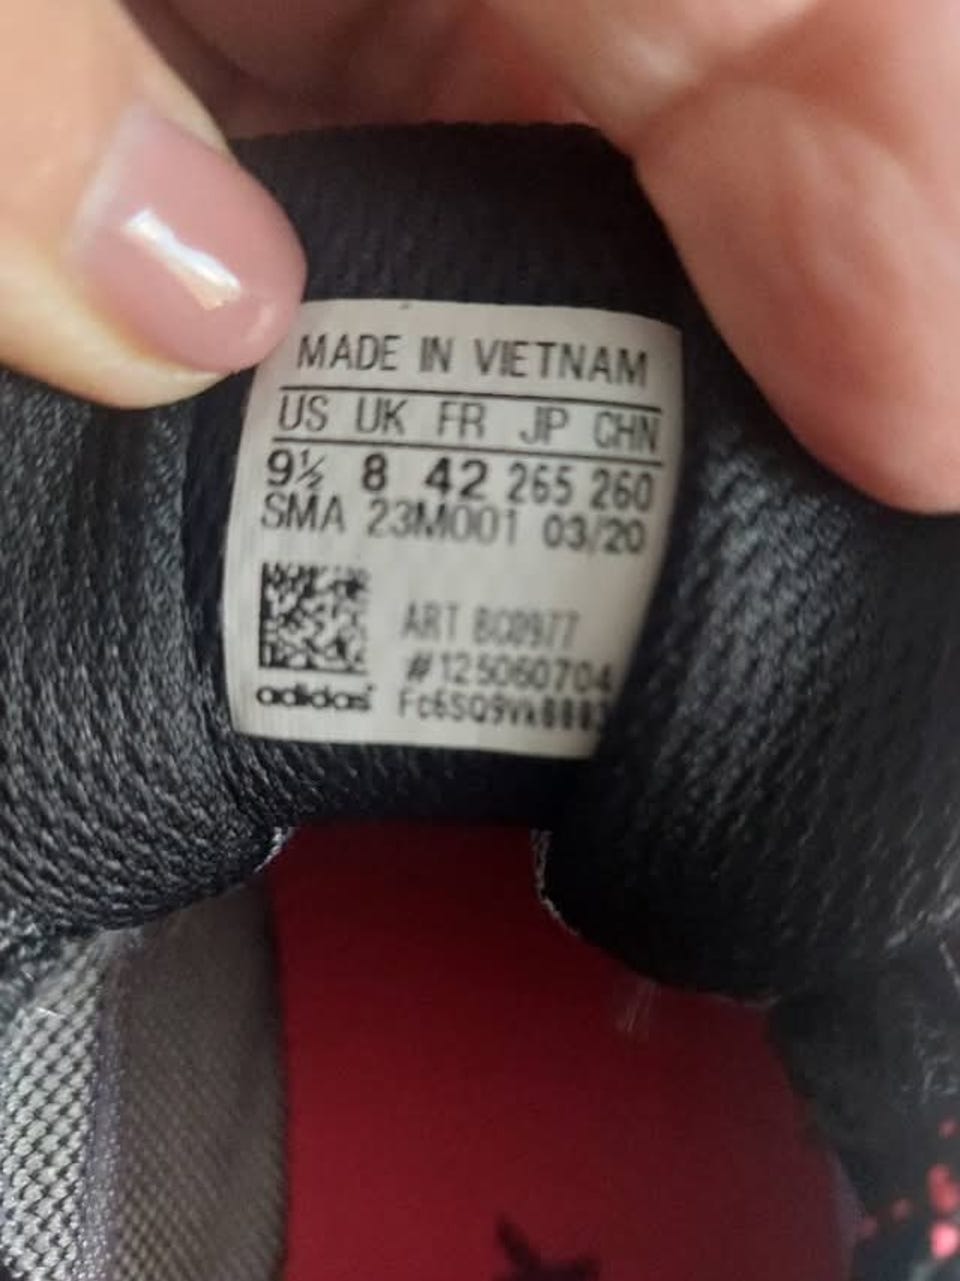 MADE IN VIETNAM
US UK FR JP CHN
9½ 8 42 265 260
SMA 23M001 03/20
ART BC0977
#125060704
adidas